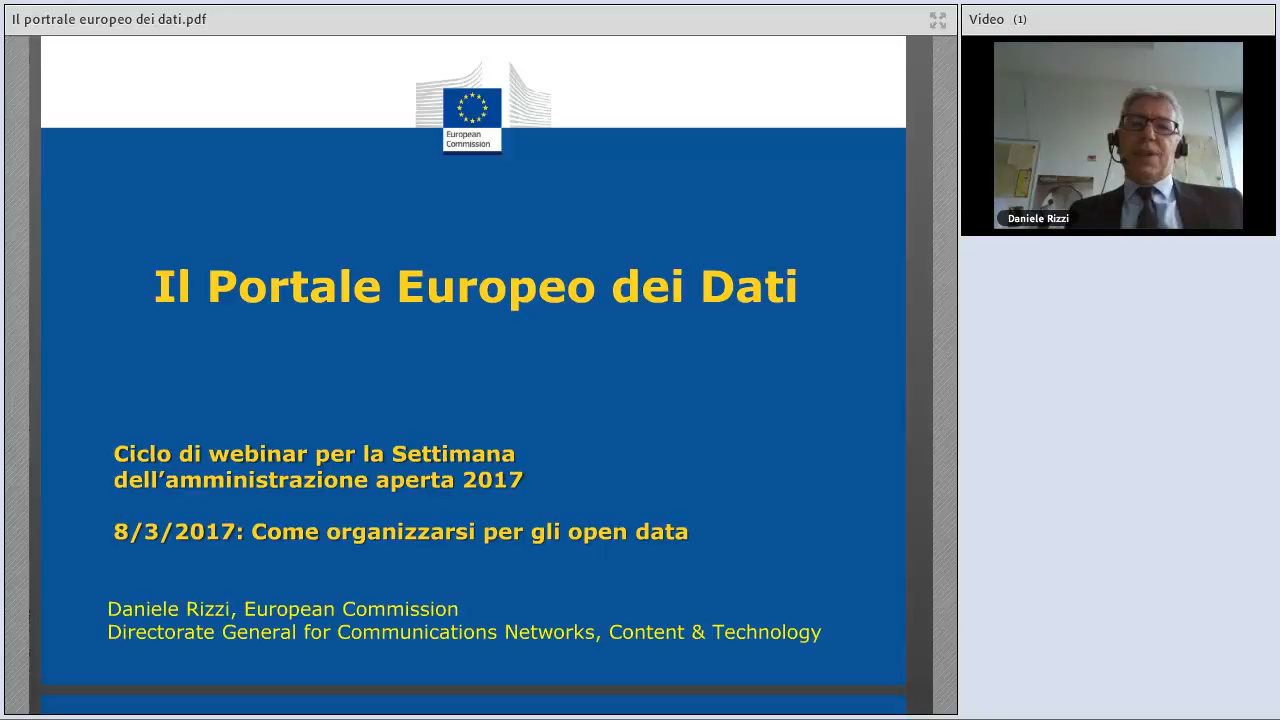 Il portrale europeo dei dati.pdf
Video (1)
European
Commission
Daniele Rizzi
Il Portale Europeo dei Dati
Ciclo di webinar per la Settimana
dell’amministrazione aperta 2017
8/3/2017: Come organizzarsi per gli open data
Daniele Rizzi, European Commission
Directorate General for Communications Networks, Content & Technology